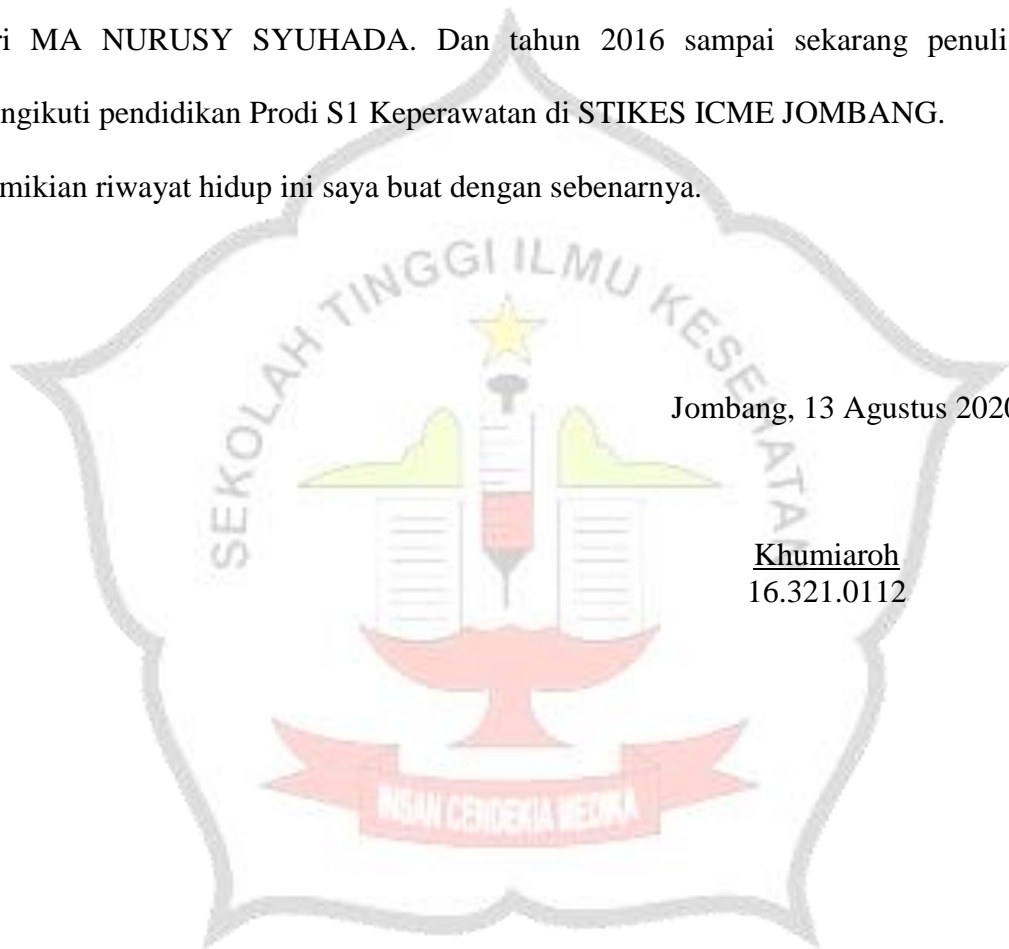 ri MA NURUSY SYUHADA. Dan tahun 2016 sampai sekarang penuli
ngikuti pendidikan Prodi S1 Keperawatan di STIKES ICME JOMBANG.
mikian riwayat hidup ini saya buat dengan sebenarnya.
SEKOLAH TINGGI ILMU KESEHATAN
Jombang, 13 Agustus 2020
Khumiaroh
16.321.0112
INSAN CENDEKIA MEDIKA